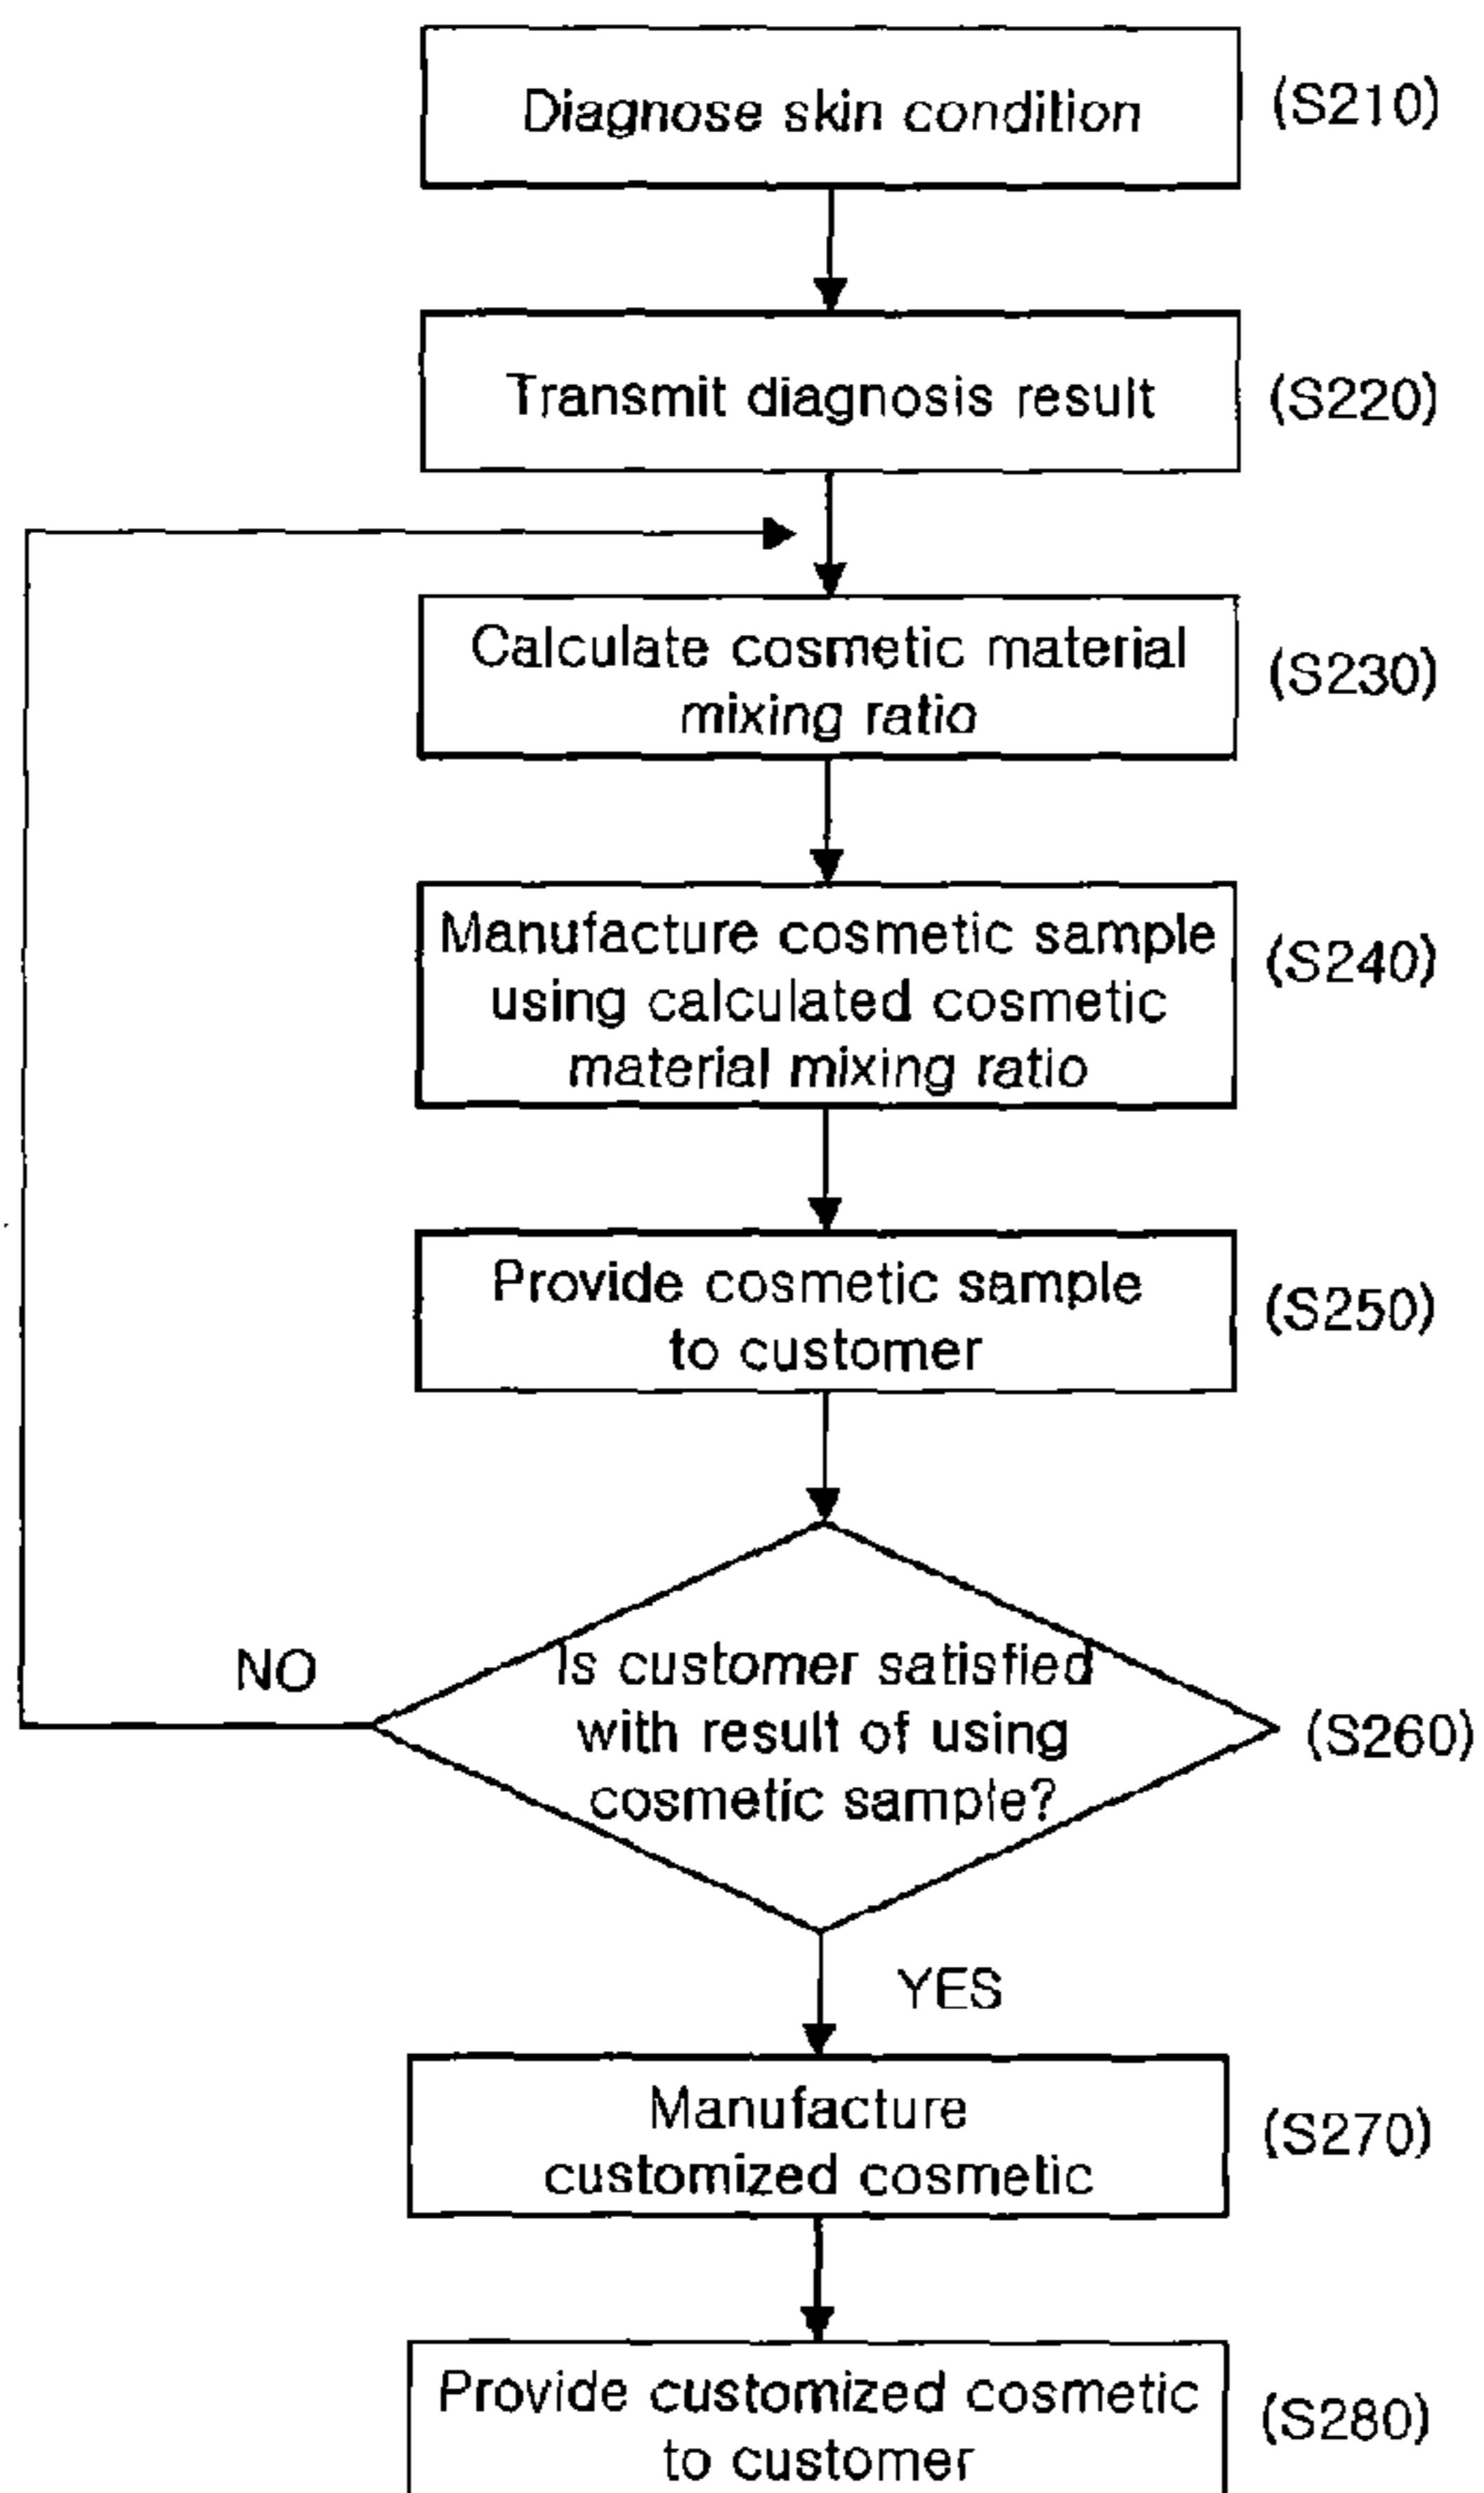 Diagnose skin condition
(S210)
Transmit diagnosis result
(S220)
Calculate cosmetic material
mixing ratio
(S230)
Manufacture cosmetic sample
using calculated cosmetic
material mixing ratio
(S240)
Provide cosmetic sample
to customer
(S250)
NO
Is customer satisfied
with result of using
cosmetic sample?
(S260)
YES
Manufacture
customized cosmetic
(S270)
Provide customized cosmetic
to customer
(S280)